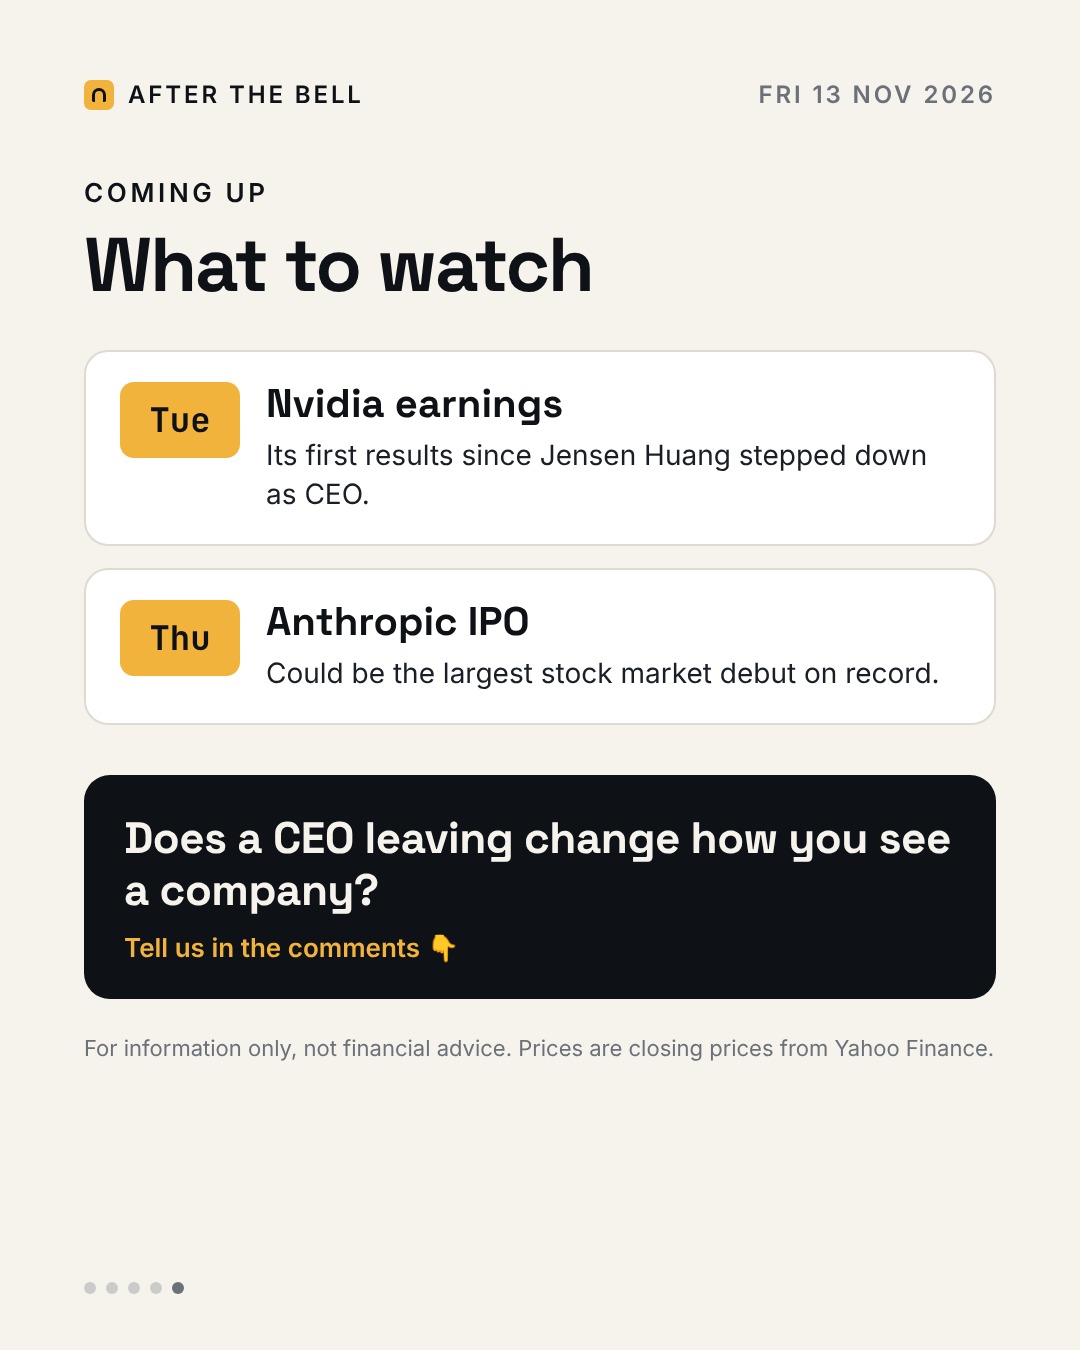 AFTER THE BELL
FRI 13 NOV 2026
COMING UP
What to watch
Tue
Nvidia earnings
Its first results since Jensen Huang stepped down
as CEO.
Thu
Anthropic IPO
Could be the largest stock market debut on record.
Does a CEO leaving change how you see
a company?
Tell us in the comments 👇
For information only, not financial advice. Prices are closing prices from Yahoo Finance.